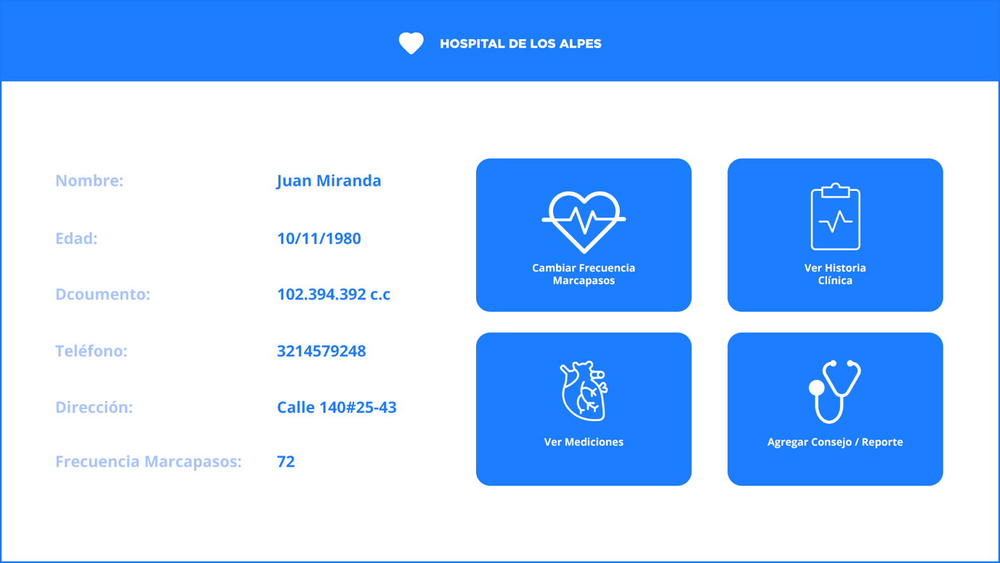 HOSPITAL DE LOS ALPES
Nombre: Juan Miranda
Edad: 10/11/1980
Dcoumento: 102.394.392 c.c
Teléfono: 3214579248
Dirección: Calle 140#25-43
Frecuencia Marcapasos: 72
Cambiar Frecuencia
Marcapasos
Ver Historia
Clínica
Ver Mediciones
Agregar Consejo / Reporte